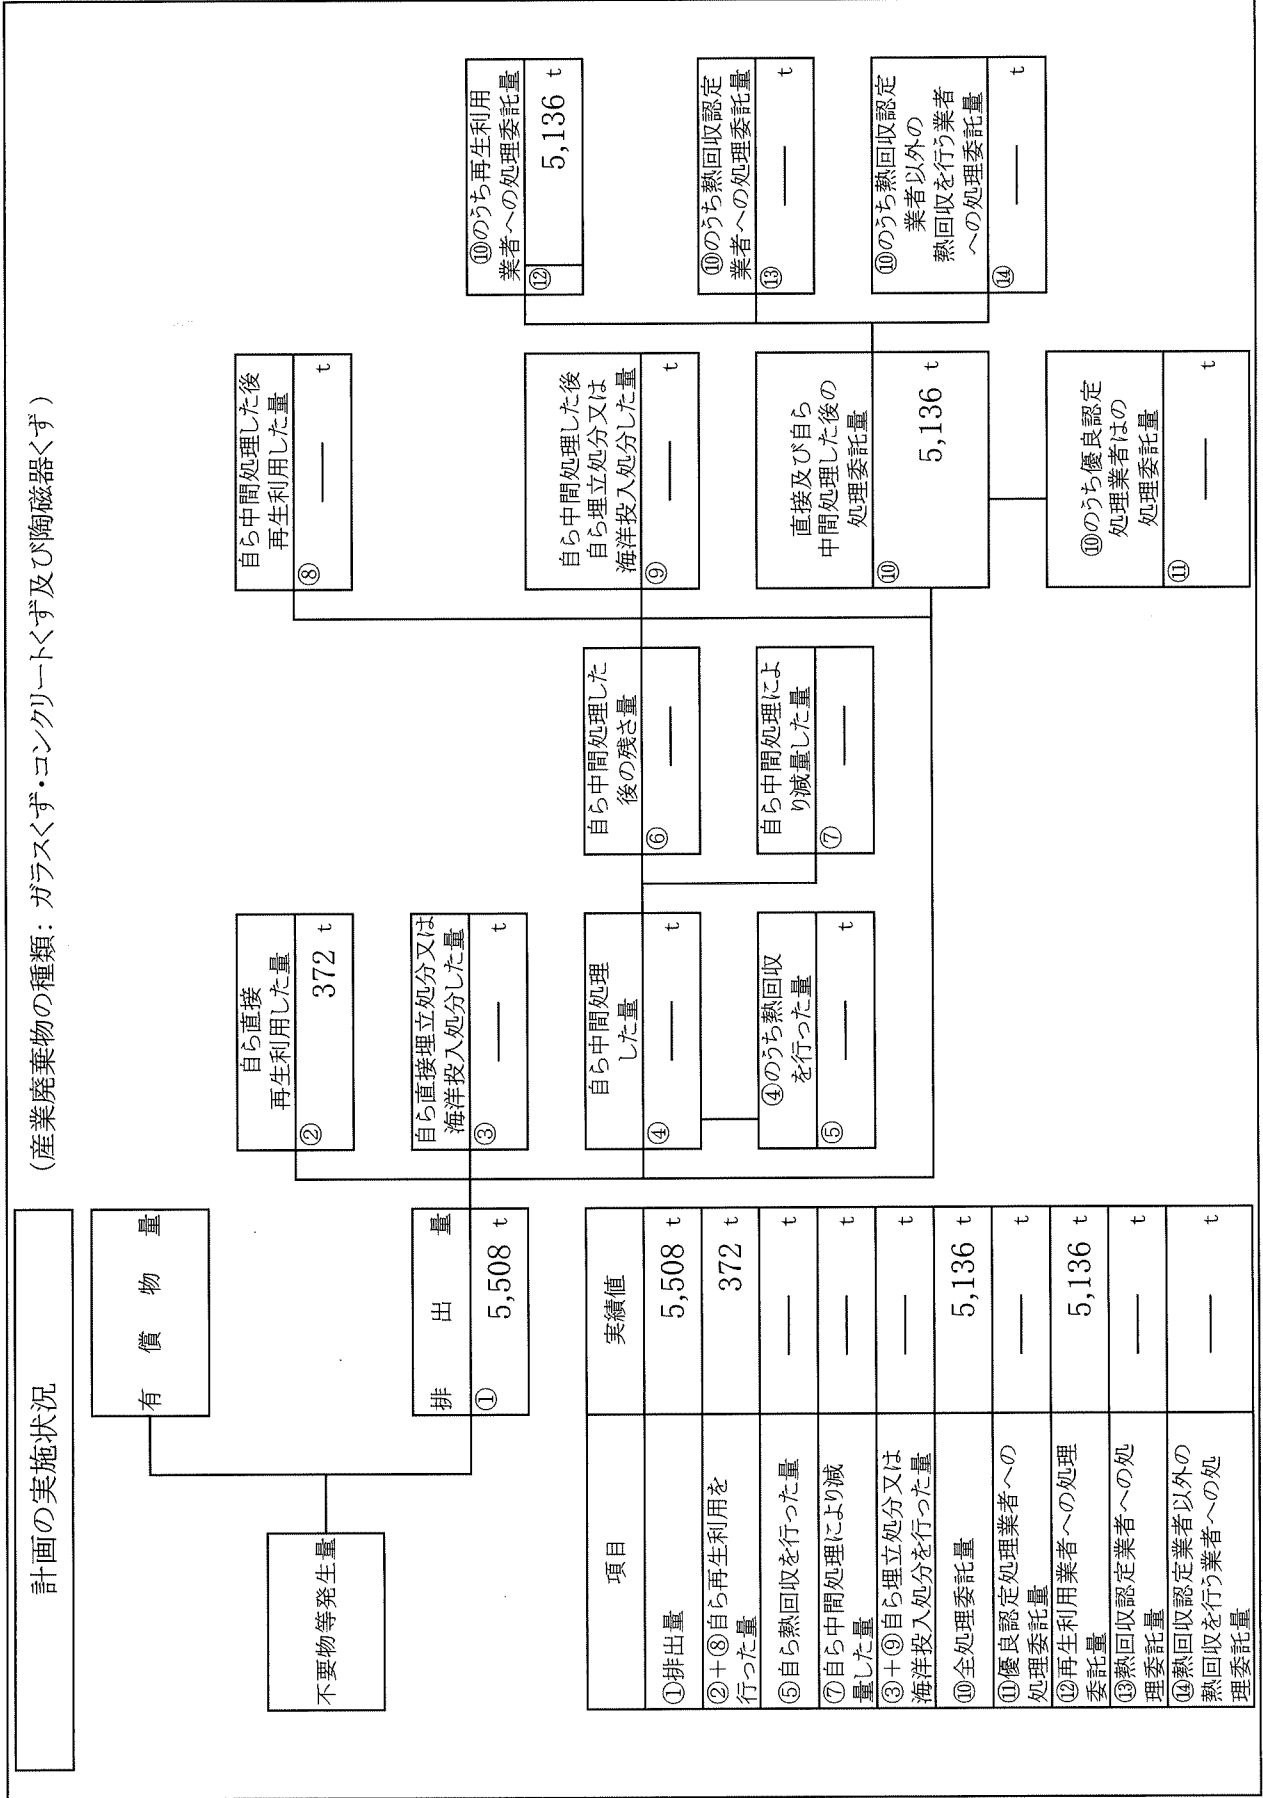 計画の実施状況
(産業廃棄物の種類: ガラスくず・コンクリートくず及び陶磁器くず)
不要物等発生量
有償物量
排出量
① 5,508 t
自ら直接
再生利用した量
② 372 t
自ら直接埋立処分又は
海洋投入処分した量
③ — t
自ら中間処理
した量
④ — t
④のうち熱回収
を行った量
⑤ — t
自ら中間処理した
後の残さ量
⑥ —
自ら中間処理によ
り減量した量
⑦ —
自ら中間処理した後
再生利用した量
⑧ — t
自ら中間処理した後
自ら埋立処分又は
海洋投入処分した量
⑨ — t
直接及び自ら
中間処理した後の
処理委託量
⑩ 5,136 t
⑩のうち優良認定
処理業者はの
処理委託量
⑪ — t
⑩のうち再生利用
業者への処理委託量
⑫ 5,136 t
⑩のうち熱回収認定
業者への処理委託量
⑬ — t
⑩のうち熱回収認定
業者以外の
熱回収を行う業者
への処理委託量
⑭ — t
項目 実績値
①排出量 5,508 t
②+⑧自ら再生利用を
行った量 372 t
⑤自ら熱回収を行った量 — t
⑦自ら中間処理により減
量した量 — t
③+⑨自ら埋立処分又は
海洋投入処分を行った量 — t
⑩全処理委託量 5,136 t
⑪優良認定処理業者への
処理委託量 — t
⑫再生利用業者への処理
委託量 5,136 t
⑬熱回収認定業者への処
理委託量 — t
⑭熱回収認定業者以外の
熱回収を行う業者への処
理委託量 — t